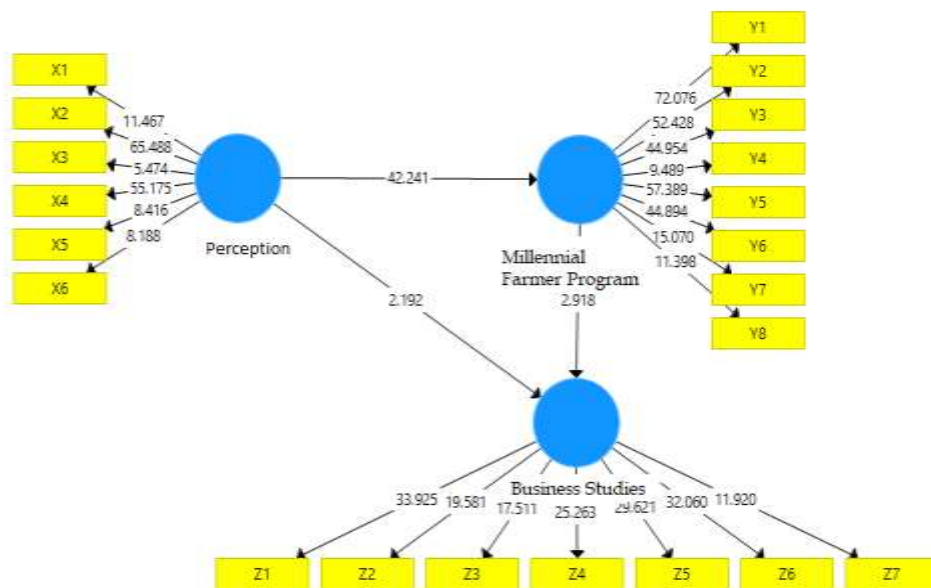 X1
X2
X3
X4
X5
X6
11.467
65.488
5.474
55.175
8.416
8.188
Perception
42.241
2.192
Millennial
Farmer Program
2.918
72.076
52.428
44.954
9.489
57.389
44.894
15.070
11.398
Y1
Y2
Y3
Y4
Y5
Y6
Y7
Y8
Business Studies
33.925
19.581
17.511
25.263
29.621
32.060
11.920
Z1
Z2
Z3
Z4
Z5
Z6
Z7